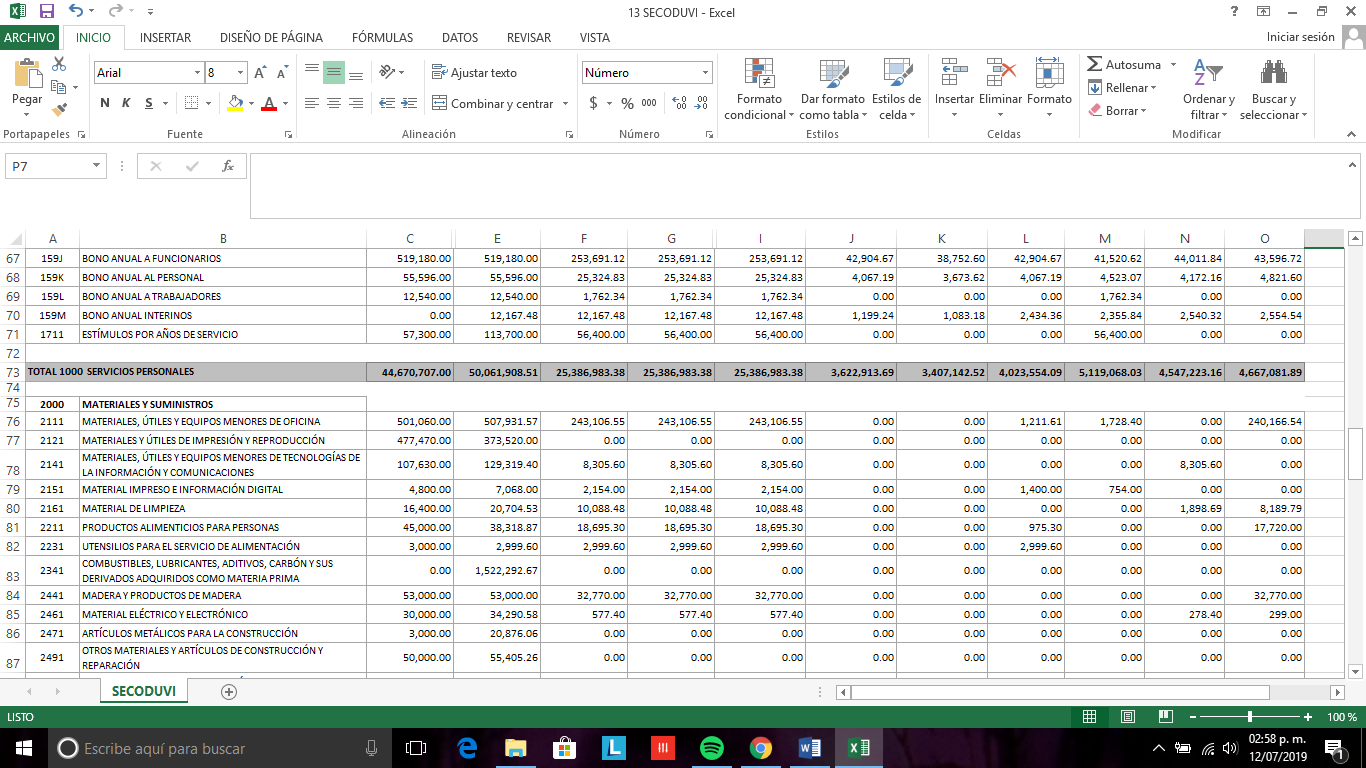 13 SECODUVI - Excel
?
ARCHIVO INICIO INSERTAR DISEÑO DE PÁGINA FÓRMULAS DATOS REVISAR VISTA Iniciar sesión
Pegar
Arial 8 A A
N K S A
Ajustar texto
Combinar y centrar
Número
$ % 000
Formato condicional
Dar formato como tabla
Estilos de celda
Insertar Eliminar Formato
Autosuma
Rellenar
Borrar
Ordenar y filtrar
Buscar y seleccionar
Portapapeles Fuente Alineación Número Estilos Celdas Modificar
P7 fx
A B C E F G I J K L M N O
67 159J BONO ANUAL A FUNCIONARIOS 519,180.00 519,180.00 253,691.12 253,691.12 253,691.12 42,904.67 38,752.60 42,904.67 41,520.62 44,011.84 43,596.72
68 159K BONO ANUAL AL PERSONAL 55,596.00 55,596.00 25,324.83 25,324.83 25,324.83 4,067.19 3,673.62 4,067.19 4,523.07 4,172.16 4,821.60
69 159L BONO ANUAL A TRABAJADORES 12,540.00 12,540.00 1,762.34 1,762.34 1,762.34 0.00 0.00 0.00 1,762.34 0.00 0.00
70 159M BONO ANUAL INTERINOS 0.00 12,167.48 12,167.48 12,167.48 12,167.48 1,199.24 1,083.18 2,434.36 2,355.84 2,540.32 2,554.54
71 1711 ESTÍMULOS POR AÑOS DE SERVICIO 57,300.00 113,700.00 56,400.00 56,400.00 56,400.00 0.00 0.00 0.00 56,400.00 0.00 0.00
72
73 TOTAL 1000 SERVICIOS PERSONALES 44,670,707.00 50,061,908.51 25,386,983.38 25,386,983.38 25,386,983.38 3,622,913.69 3,407,142.52 4,023,554.09 5,119,068.03 4,547,223.16 4,667,081.89
74
75 2000 MATERIALES Y SUMINISTROS
76 2111 MATERIALES, ÚTILES Y EQUIPOS MENORES DE OFICINA 501,060.00 507,931.57 243,106.55 243,106.55 243,106.55 0.00 0.00 1,211.61 1,728.40 0.00 240,166.54
77 2121 MATERIALES Y ÚTILES DE IMPRESIÓN Y REPRODUCCIÓN 477,470.00 373,520.00 0.00 0.00 0.00 0.00 0.00 0.00 0.00 0.00 0.00
78 2141 MATERIALES, ÚTILES Y EQUIPOS MENORES DE TECNOLOGÍAS DE
LA INFORMACIÓN Y COMUNICACIONES 107,630.00 129,319.40 8,305.60 8,305.60 8,305.60 0.00 0.00 0.00 0.00 8,305.60 0.00
79 2151 MATERIAL IMPRESO E INFORMACIÓN DIGITAL 4,800.00 7,068.00 2,154.00 2,154.00 2,154.00 0.00 0.00 1,400.00 754.00 0.00 0.00
80 2161 MATERIAL DE LIMPIEZA 16,400.00 20,704.53 10,088.48 10,088.48 10,088.48 0.00 0.00 0.00 0.00 1,898.69 8,189.79
81 2211 PRODUCTOS ALIMENTICIOS PARA PERSONAS 45,000.00 38,318.87 18,695.30 18,695.30 18,695.30 0.00 0.00 975.30 0.00 0.00 17,720.00
82 2231 UTENSILIOS PARA EL SERVICIO DE ALIMENTACIÓN 3,000.00 2,999.60 2,999.60 2,999.60 2,999.60 0.00 0.00 2,999.60 0.00 0.00 0.00
83 2341 COMBUSTIBLES, LUBRICANTES, ADITIVOS, CARBÓN Y SUS
DERIVADOS ADQUIRIDOS COMO MATERIA PRIMA 0.00 1,522,292.67 0.00 0.00 0.00 0.00 0.00 0.00 0.00 0.00 0.00
84 2441 MADERA Y PRODUCTOS DE MADERA 53,000.00 53,000.00 32,770.00 32,770.00 32,770.00 0.00 0.00 0.00 0.00 0.00 32,770.00
85 2461 MATERIAL ELÉCTRICO Y ELECTRÓNICO 30,000.00 34,290.58 577.40 577.40 577.40 0.00 0.00 0.00 0.00 278.40 299.00
86 2471 ARTÍCULOS METÁLICOS PARA LA CONSTRUCCIÓN 3,000.00 20,876.06 0.00 0.00 0.00 0.00 0.00 0.00 0.00 0.00 0.00
87 2491 OTROS MATERIALES Y ARTÍCULOS DE CONSTRUCCIÓN Y
REPARACIÓN 50,000.00 55,405.26 0.00 0.00 0.00 0.00 0.00 0.00 0.00 0.00 0.00
SECODUVI
LISTO 100 %
Escribe aquí para buscar
02:58 p. m.
12/07/2019
1